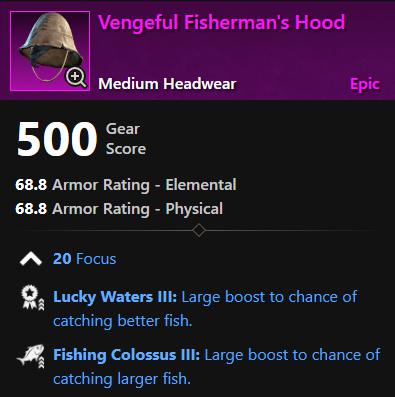 Vengeful Fisherman's Hood
Medium Headwear Epic
500 Gear
Score
68.8 Armor Rating - Elemental
68.8 Armor Rating - Physical
20 Focus
Lucky Waters III: Large boost to chance of
catching better fish.
Fishing Colossus III: Large boost to chance of
catching larger fish.